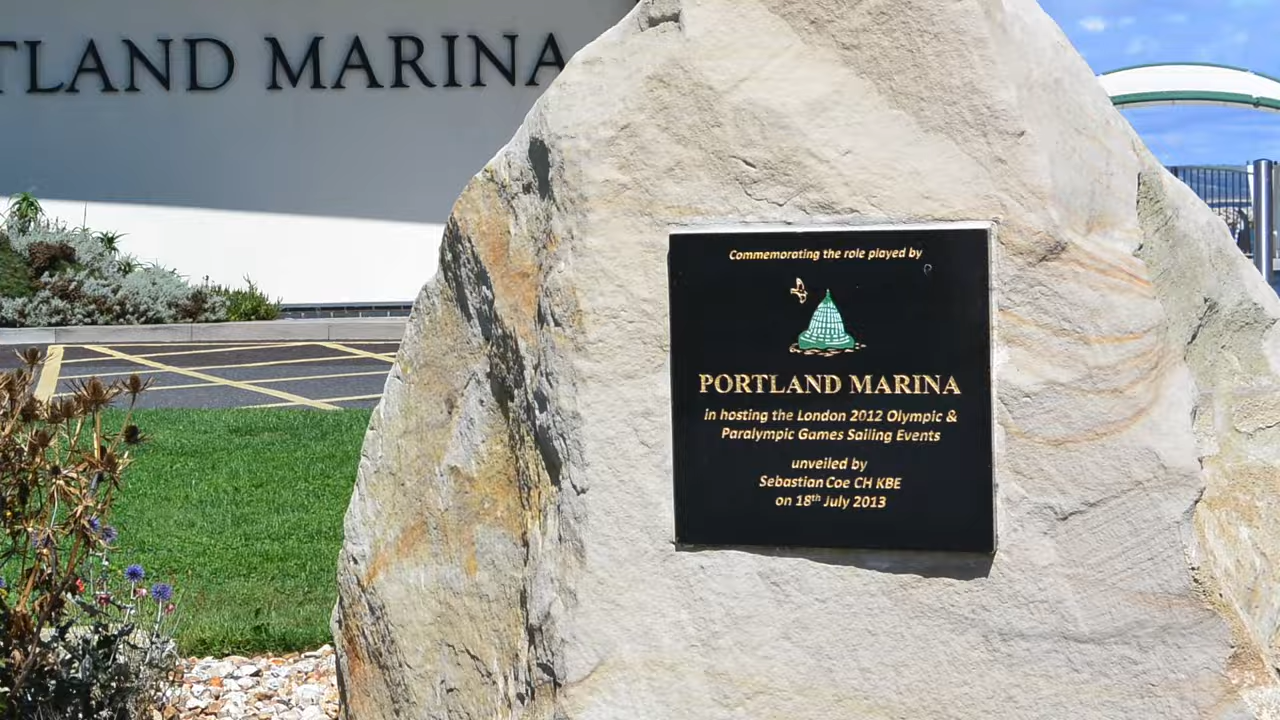 TLAND MARINA
Commemorating the role played by
PORTLAND MARINA
in hosting the London 2012 Olympic &
Paralympic Games Sailing Events
unveiled by
Sebastian Coe CH KBE
on 18th July 2013